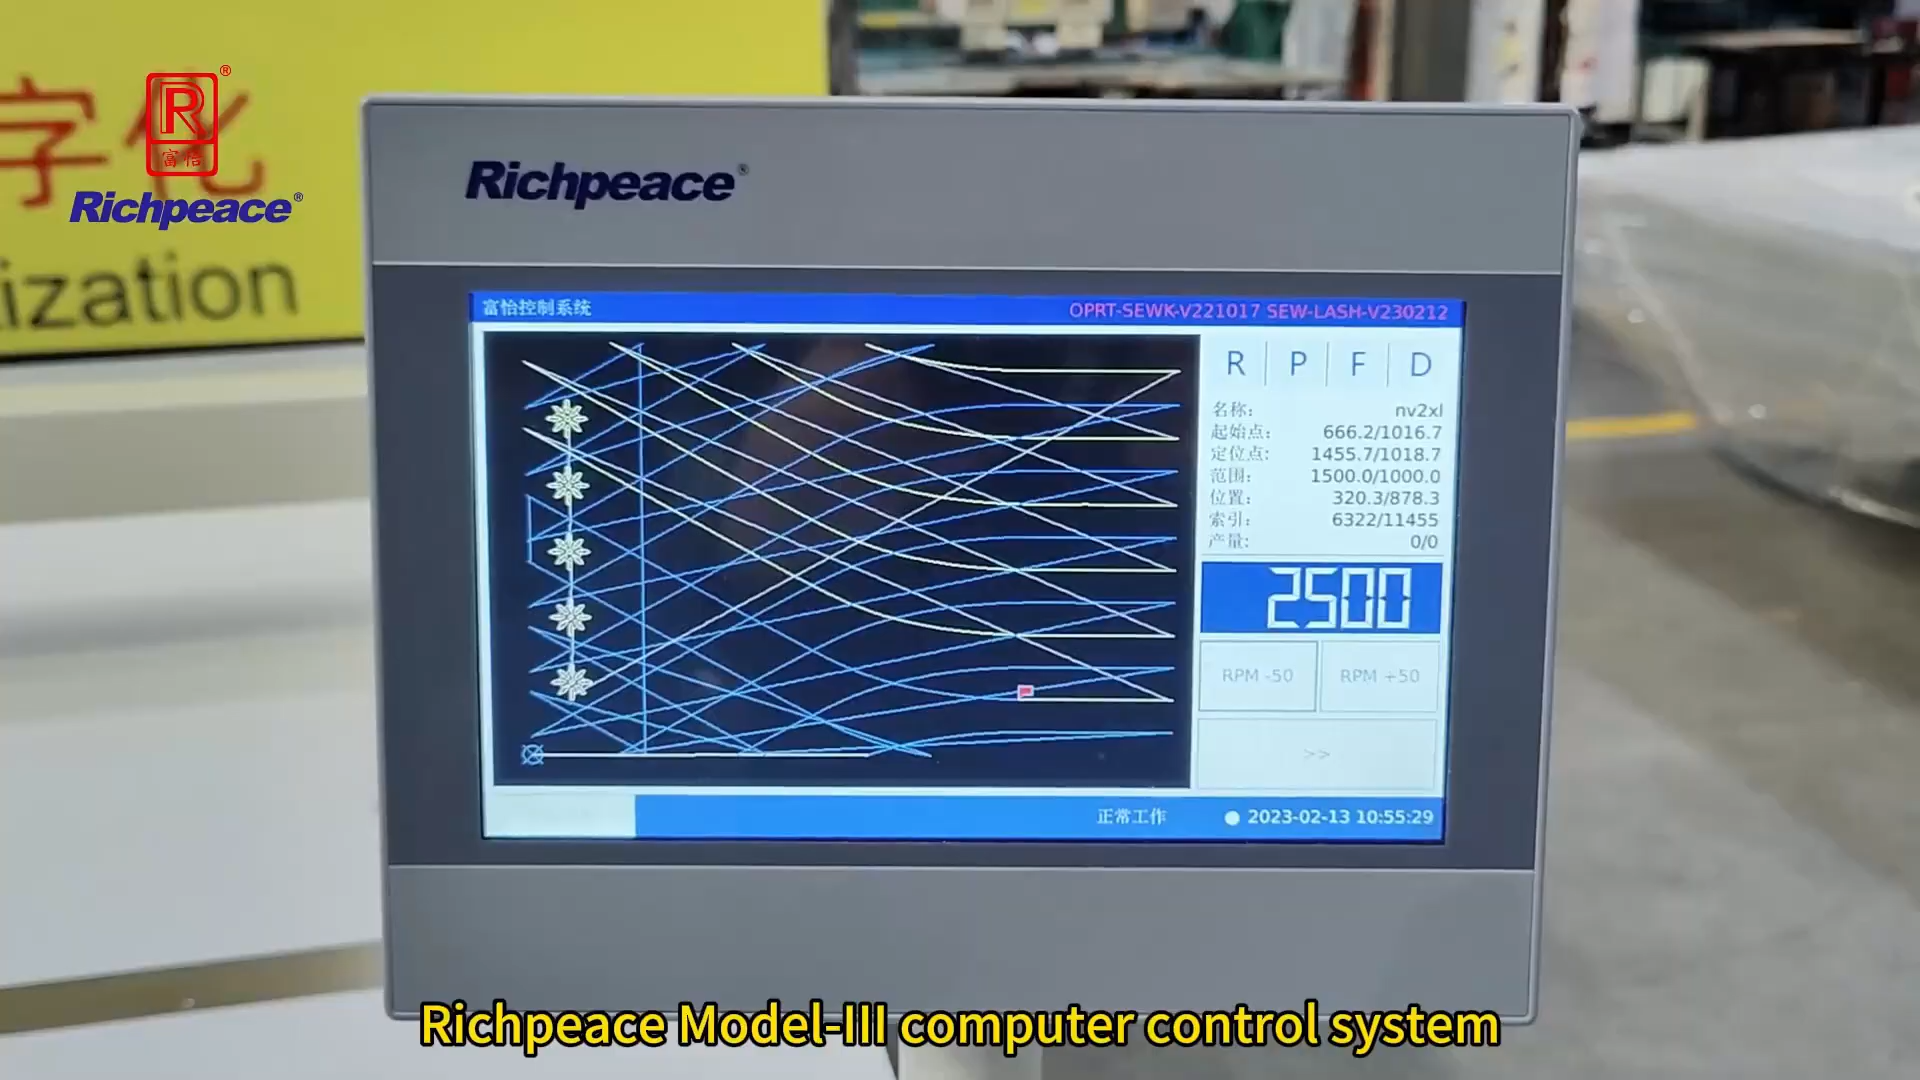 字化
R®
富怡
Richpeace®
ization
Richpeace®
富怡控制系统
OPRT-SEWK-V221017 SEW-LASH-V230212
R P F D
名称: nv2xl
起始点: 666.2/1016.7
定位点: 1455.7/1018.7
范围: 1500.0/1000.0
位置: 320.3/878.3
索引: 6322/11455
产量: 0/0
2500
RPM -50 RPM +50
>>
正常工作 2023-02-13 10:55:29
Richpeace Model-III computer control system